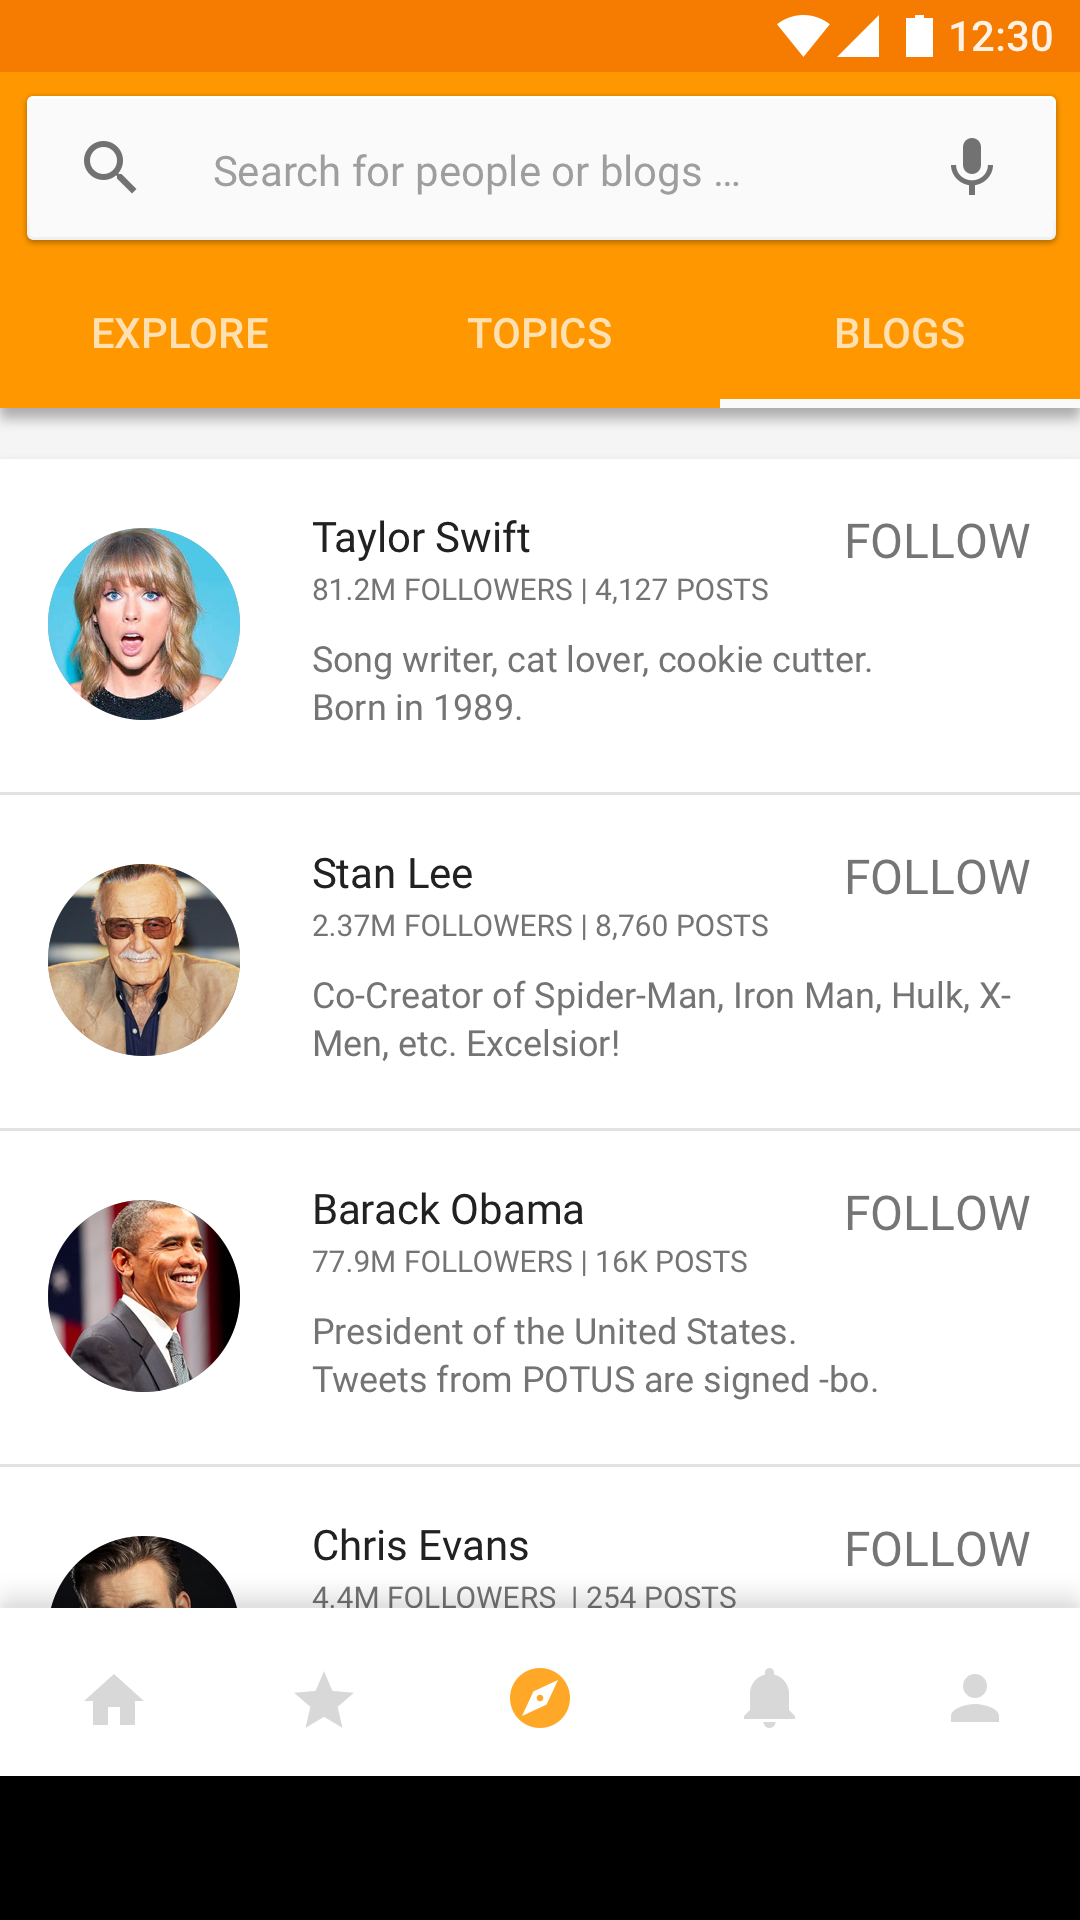 12:30
Search for people or blogs ...
EXPLORE TOPICS BLOGS
Taylor Swift FOLLOW
81.2M FOLLOWERS | 4,127 POSTS
Song writer, cat lover, cookie cutter.
Born in 1989.
Stan Lee FOLLOW
2.37M FOLLOWERS | 8,760 POSTS
Co-Creator of Spider-Man, Iron Man, Hulk, X-
Men, etc. Excelsior!
Barack Obama FOLLOW
77.9M FOLLOWERS | 16K POSTS
President of the United States.
Tweets from POTUS are signed -bo.
Chris Evans FOLLOW
4.4M FOLLOWERS | 254 POSTS